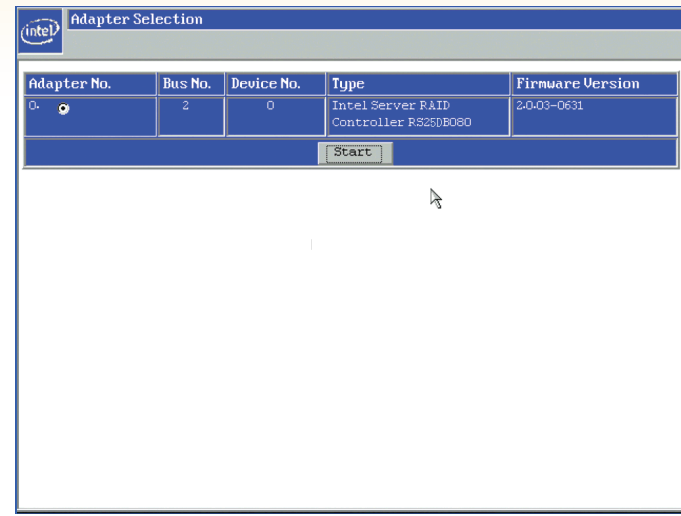 intel
Adapter Selection
Adapter No. Bus No. Device No. Type Firmware Version
0. 2 0 Intel Server RAID 2.0.03-0631
Controller RS25DB080
Start